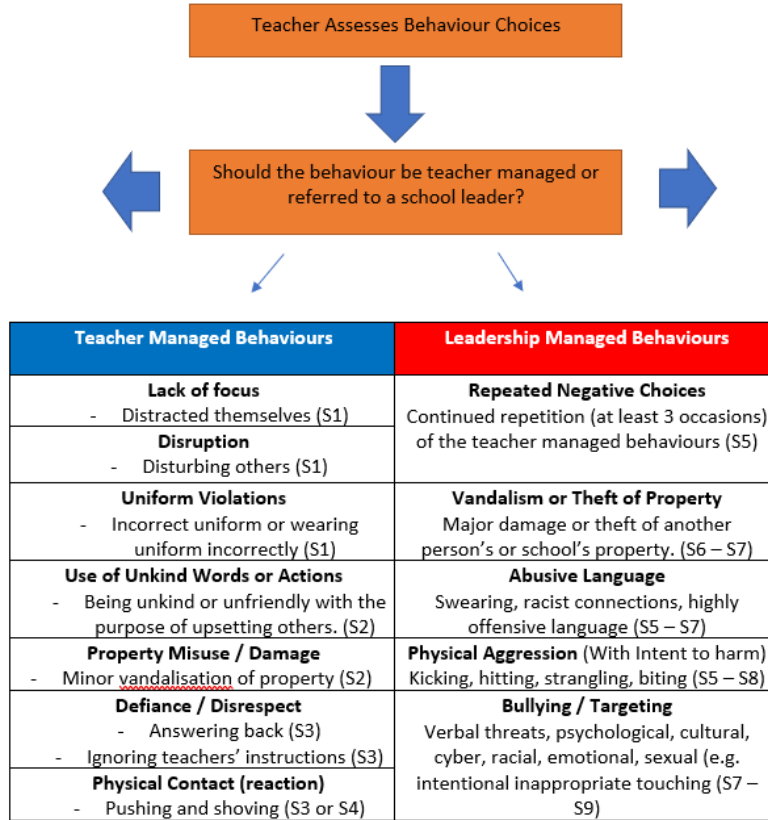 Teacher Assesses Behaviour Choices
Should the behaviour be teacher managed or
referred to a school leader?
Teacher Managed Behaviours
Leadership Managed Behaviours
Lack of focus
- Distracted themselves (S1)
Disruption
- Disturbing others (S1)
Repeated Negative Choices
Continued repetition (at least 3 occasions)
of the teacher managed behaviours (S5)
Uniform Violations
- Incorrect uniform or wearing
uniform incorrectly (S1)
Vandalism or Theft of Property
Major damage or theft of another
person's or school's property. (S6 – S7)
Use of Unkind Words or Actions
- Being unkind or unfriendly with the
purpose of upsetting others. (S2)
Abusive Language
Swearing, racist connections, highly
offensive language (S5 – S7)
Property Misuse / Damage
- Minor vandalisation of property (S2)
Physical Aggression (With Intent to harm)
Kicking, hitting, strangling, biting (S5 – S8)
Defiance / Disrespect
- Answering back (S3)
- Ignoring teachers' instructions (S3)
Physical Contact (reaction)
- Pushing and shoving (S3 or S4)
Bullying / Targeting
Verbal threats, psychological, cultural,
cyber, racial, emotional, sexual (e.g.
intentional inappropriate touching (S7 –
S9)